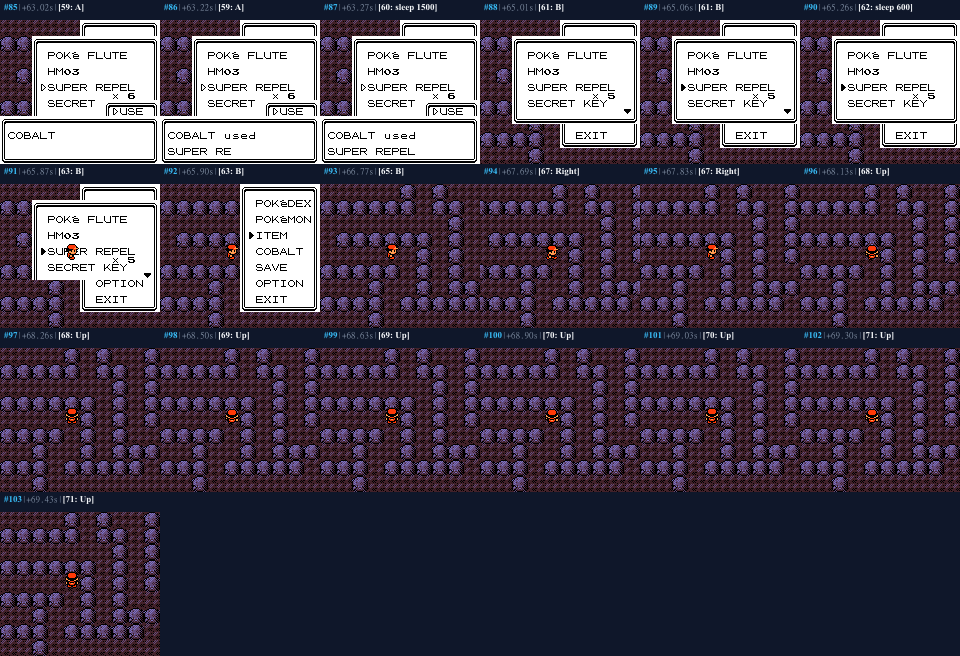 #85|+63.02s|[59: A]
#86|+63.22s|[59: A]
#87|+63.27s|[60: sleep 1500]
#88|+65.01s|[61: B]
#89|+65.06s|[61: B]
#90|+65.26s|[62: sleep 600]
POKé FLUTE
HM03
▷SUPER REPEL
× 6
SECRET
▷USE
COBALT
POKé FLUTE
HM03
▷SUPER REPEL
× 6
SECRET
▷USE
COBALT used
SUPER RE
POKé FLUTE
HM03
▷SUPER REPEL
× 6
SECRET
▷USE
COBALT used
SUPER REPEL
POKé FLUTE
HM03
SUPER REPEL
× 5
SECRET KEY
▼
EXIT
POKé FLUTE
HM03
▶SUPER REPEL
× 5
SECRET KEY
▼
EXIT
POKé FLUTE
HM03
▶SUPER REPEL
× 5
SECRET KEY
EXIT
#91|+65.87s|[63: B]
#92|+65.90s|[63: B]
#93|+66.77s|[65: B]
#94|+67.69s|[67: Right]
#95|+67.83s|[67: Right]
#96|+68.13s|[68: Up]
POKé FLUTE
HM03
▶SUPER REPEL
× 5
SECRET KEY
▼
OPTION
EXIT
POKéDEX
POKéMON
▶ITEM
COBALT
SAVE
OPTION
EXIT
#97|+68.26s|[68: Up]
#98|+68.50s|[69: Up]
#99|+68.63s|[69: Up]
#100|+68.90s|[70: Up]
#101|+69.03s|[70: Up]
#102|+69.30s|[71: Up]
#103|+69.43s|[71: Up]